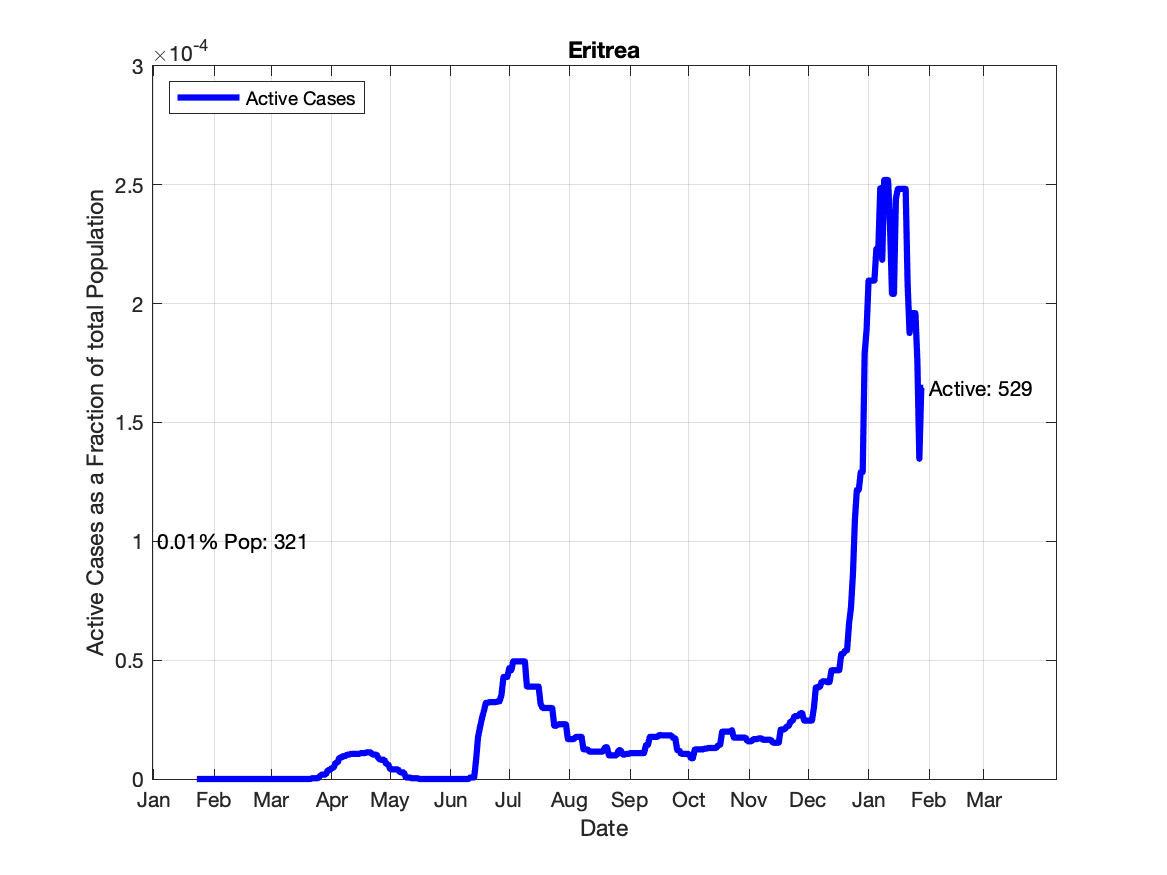 Eritrea
×10-4
3
2.5
2
1.5
1
0.5
0
Active Cases as a Fraction of total Population
Active Cases
Active: 529
0.01% Pop: 321
Jan Feb Mar Apr May Jun Jul Aug Sep Oct Nov Dec Jan Feb Mar
Date